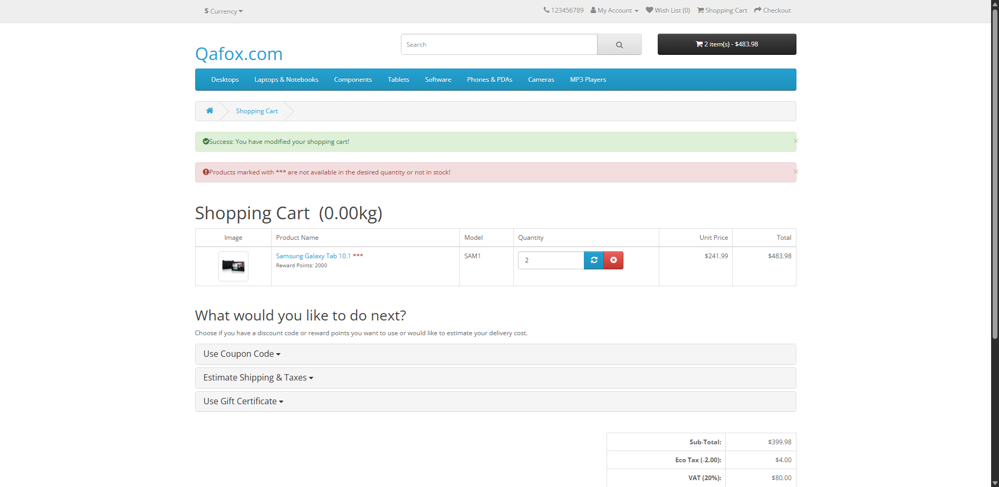 $ Currency
123456789 My Account Wish List (0) Shopping Cart Checkout
Qafox.com
Search
2 item(s) - $483.98
Desktops Laptops & Notebooks Components Tablets Software Phones & PDAs Cameras MP3 Players
Shopping Cart
Success: You have modified your shopping cart! ×
Products marked with *** are not available in the desired quantity or not in stock! ×
Shopping Cart (0.00kg)
Image Product Name Model Quantity Unit Price Total
Samsung Galaxy Tab 10.1 *** SAM1 2 $241.99 $483.98
Reward Points: 2000
What would you like to do next?
Choose if you have a discount code or reward points you want to use or would like to estimate your delivery cost.
Use Coupon Code
Estimate Shipping & Taxes
Use Gift Certificate
Sub-Total: $399.98
Eco Tax (-2.00): $4.00
VAT (20%): $80.00